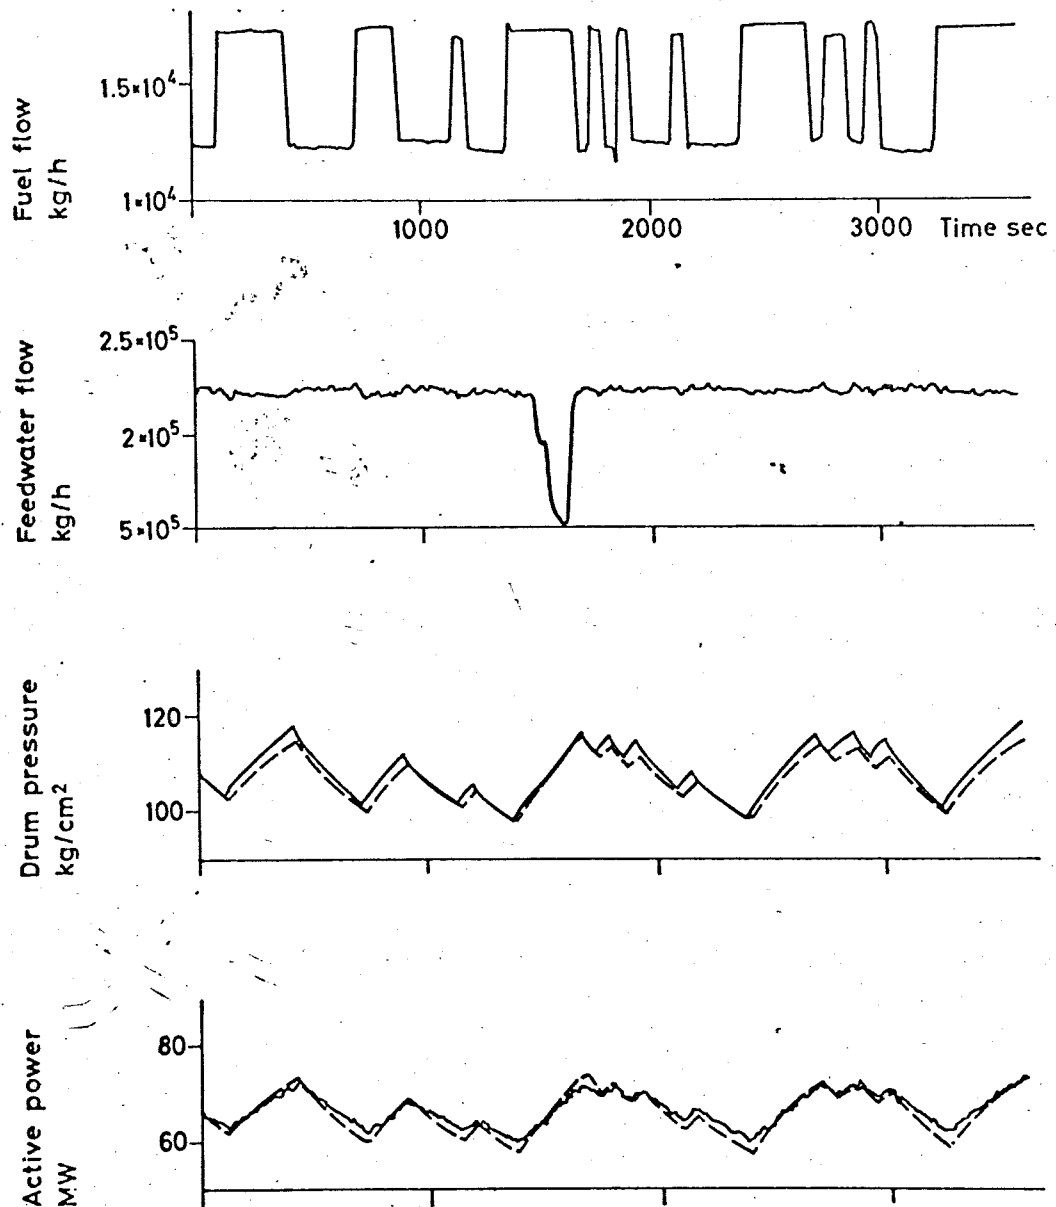 Fuel flow
kg/h
1.5×10⁴
1×10⁴
1000 2000 3000 Time sec
Feedwater flow
kg/h
2.5×10⁵
2×10⁵
5×10⁵
Drum pressure
kg/cm²
120
100
Active power
MW
80
60